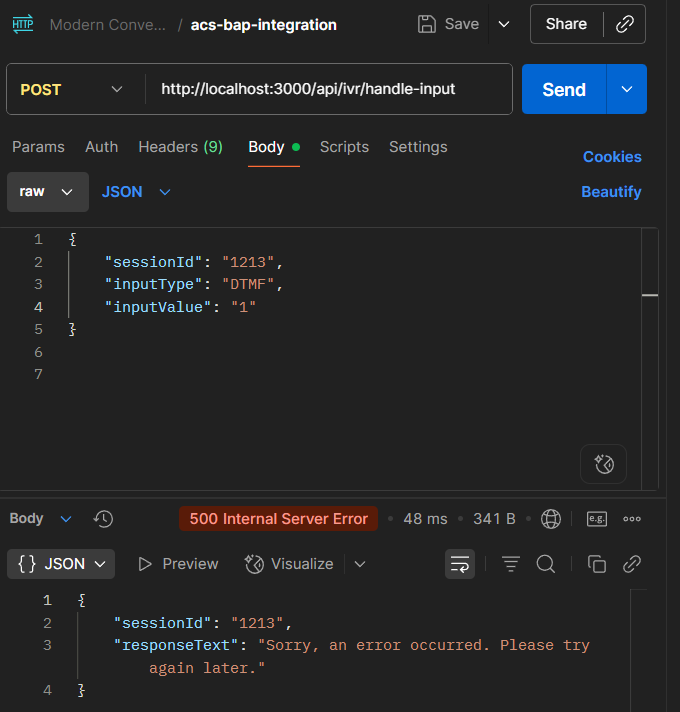 HTTP Modern Conve... / acs-bap-integration Save Share
POST http://localhost:3000/api/ivr/handle-input Send
Params Auth Headers (9) Body Scripts Settings Cookies
raw JSON Beautify
1 {
2 "sessionId": "1213",
3 "inputType": "DTMF",
4 "inputValue": "1"
5 }
6
7
Body 500 Internal Server Error 48 ms 341 B e.g.
{} JSON Preview Visualize
1 {
2 "sessionId": "1213",
3 "responseText": "Sorry, an error occurred. Please try
again later."
4 }